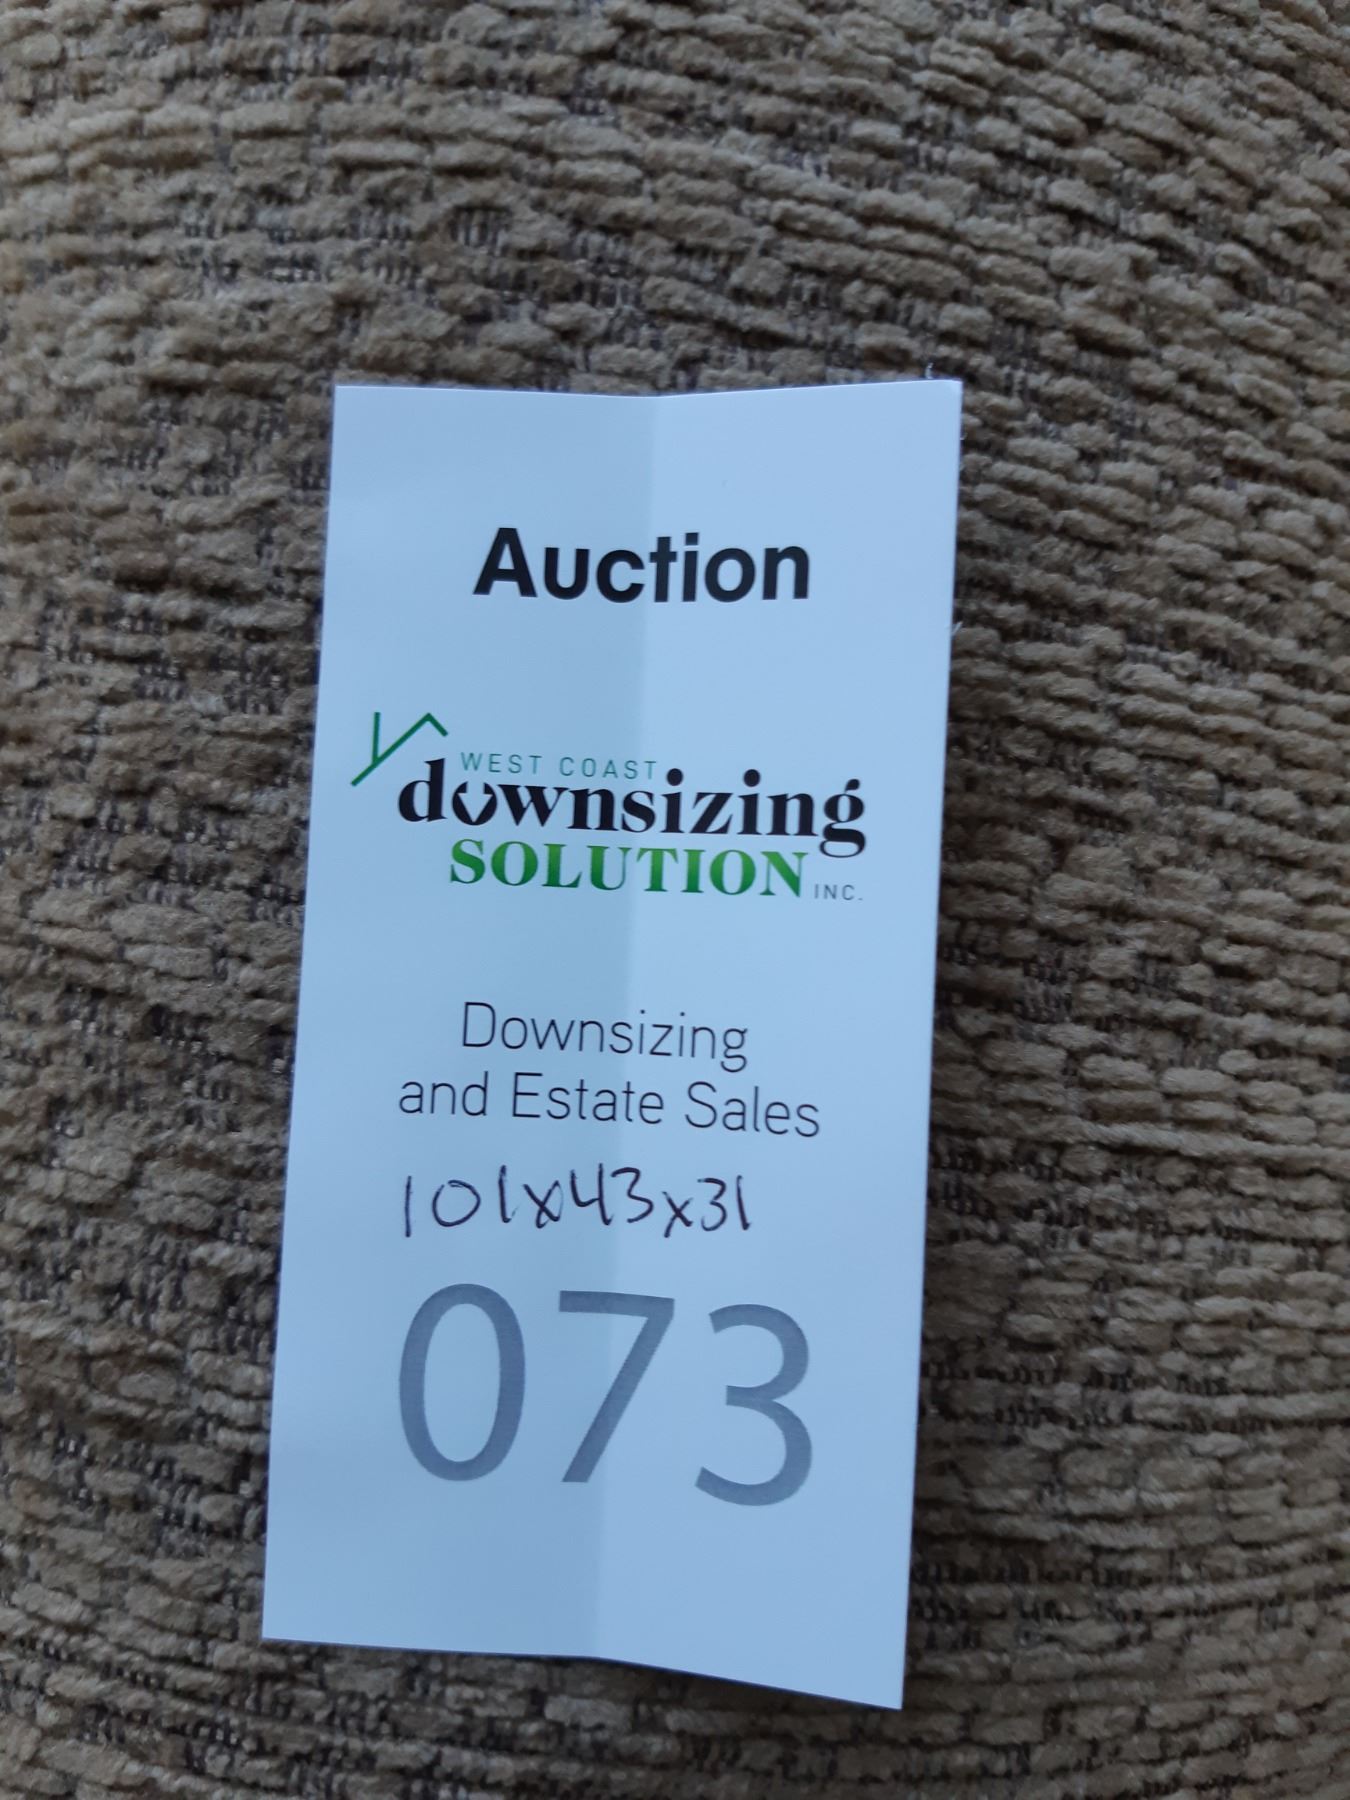 Auction
WEST COAST
downsizing
SOLUTION INC.
Downsizing
and Estate Sales
101x43x31
073